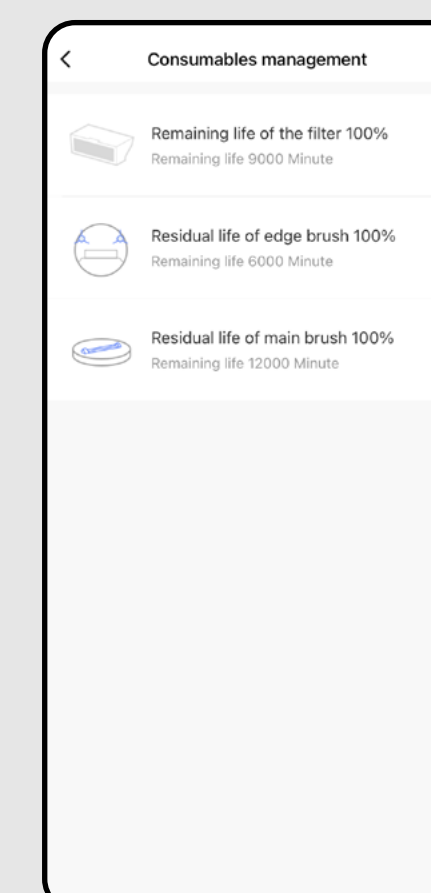 Consumables management
Remaining life of the filter 100%
Remaining life 9000 Minute
Residual life of edge brush 100%
Remaining life 6000 Minute
Residual life of main brush 100%
Remaining life 12000 Minute